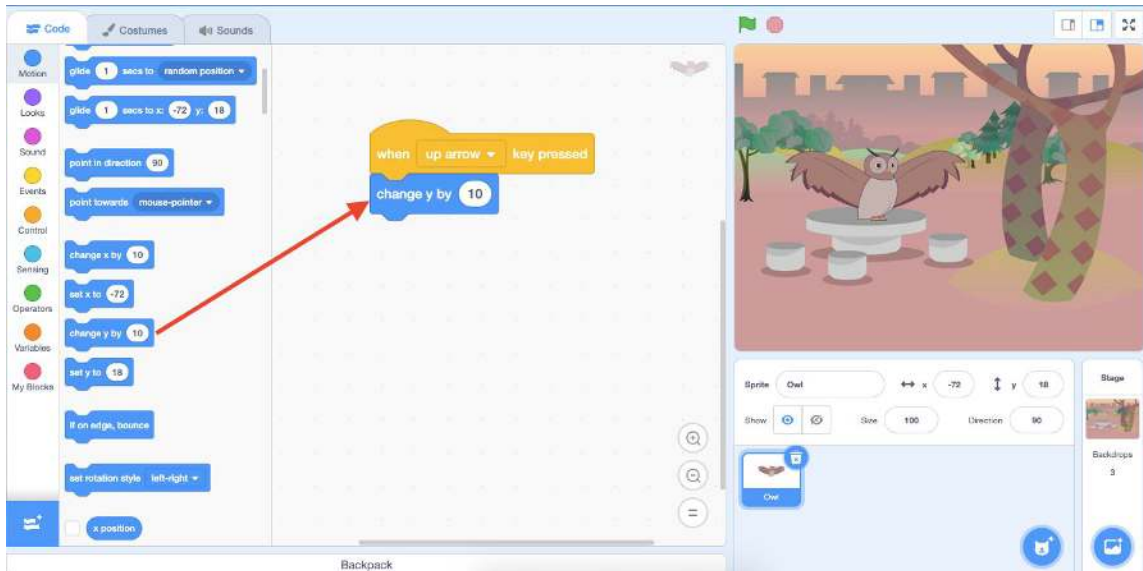 Code
Costumes
Sounds
Motion
Looks
Sound
Events
Control
Sensing
Operators
Variables
My Blocks
glide 1 secs to random position
glide 1 secs to x: -72 y: 18
point in direction 90
point towards mouse-pointer
change x by 10
set x to -72
change y by 10
set y to 18
if on edge, bounce
set rotation style left-right
x position
when up arrow key pressed
change y by 10
=
Backpack
Sprite Owl x -72 y 18
Show Size 100 Direction 90
Owl
Stage
Backdrops
3